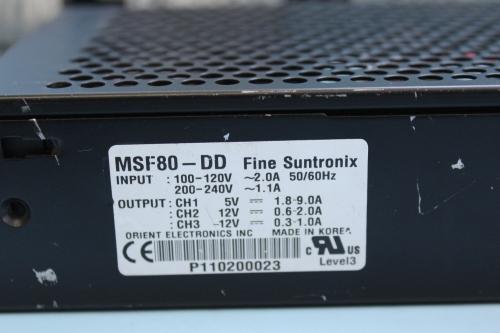 MSF80-DD Fine Suntronix
INPUT : 100-120V ~2.0A 50/60Hz
200-240V ~1.1A
OUTPUT : CH1 5V ⎓ 1.8-9.0A
: CH2 12V ⎓ 0.6-2.0A
: CH3 -12V ⎓ 0.3-1.0A
ORIENT ELECTRONICS INC MADE IN KOREA
CE c RU US
Level3
P110200023